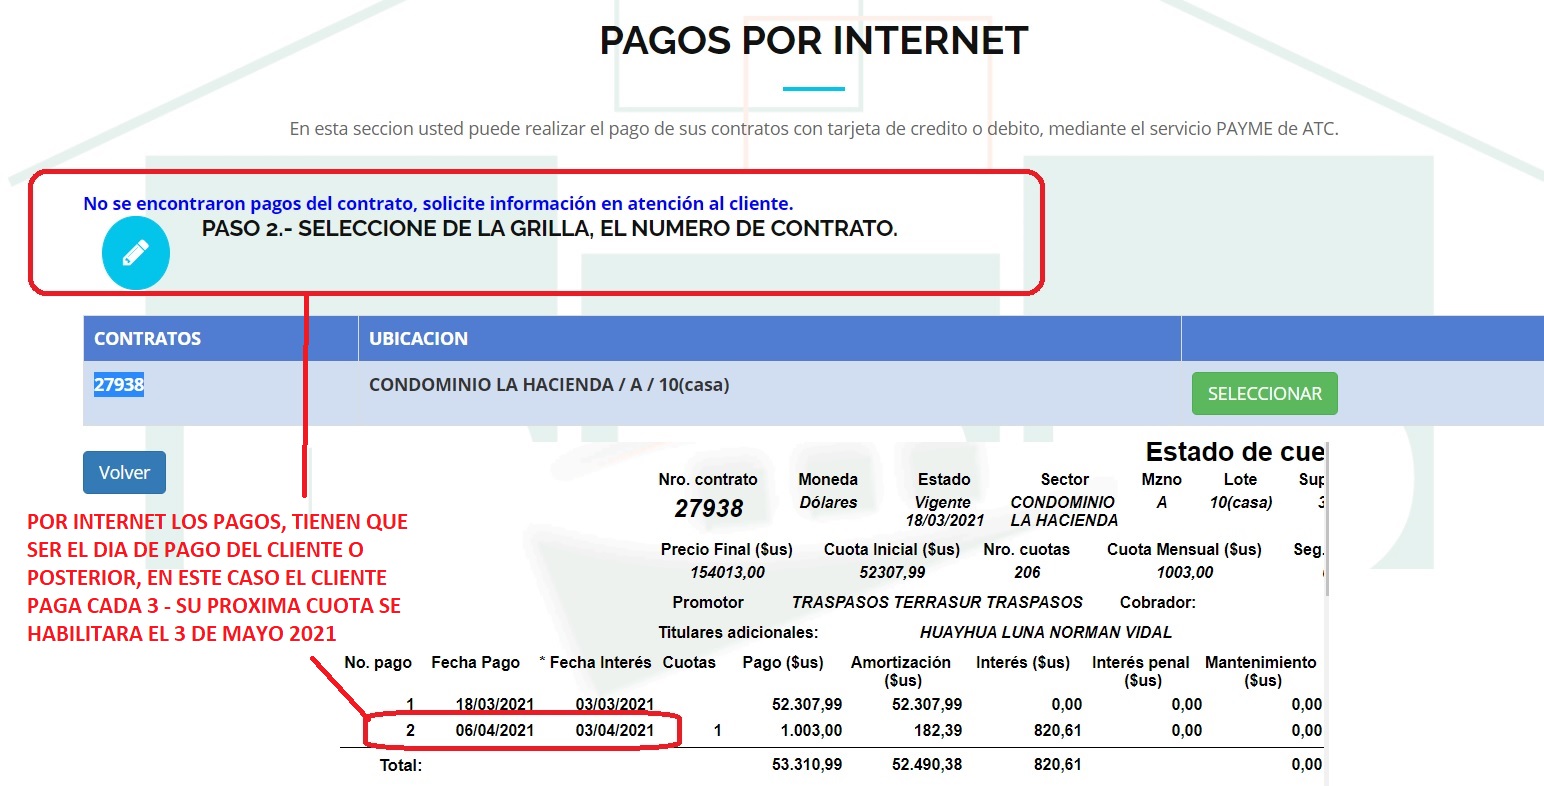 PAGOS POR INTERNET
En esta seccion usted puede realizar el pago de sus contratos con tarjeta de credito o debito, mediante el servicio PAYME de ATC.
No se encontraron pagos del contrato, solicite información en atención al cliente.
PASO 2.- SELECCIONE DE LA GRILLA, EL NUMERO DE CONTRATO.
CONTRATOS UBICACION
27938 CONDOMINIO LA HACIENDA / A / 10(casa) SELECCIONAR
Volver
POR INTERNET LOS PAGOS, TIENEN QUE
SER EL DIA DE PAGO DEL CLIENTE O
POSTERIOR, EN ESTE CASO EL CLIENTE
PAGA CADA 3 - SU PROXIMA CUOTA SE
HABILITARA EL 3 DE MAYO 2021
Estado de cue
Nro. contrato Moneda Estado Sector Mzno Lote Sup
27938 Dólares Vigente CONDOMINIO A 10(casa) 3
18/03/2021 LA HACIENDA
Precio Final ($us) Cuota Inicial ($us) Nro. cuotas Cuota Mensual ($us) Seg.
154013,00 52307,99 206 1003,00
Promotor TRASPASOS TERRASUR TRASPASOS Cobrador:
Titulares adicionales: HUAYHUA LUNA NORMAN VIDAL
No. pago Fecha Pago * Fecha Interés Cuotas Pago ($us) Amortización Interés ($us) Interés penal Mantenimiento
($us) ($us) ($us)
1 18/03/2021 03/03/2021 52.307,99 52.307,99 0,00 0,00 0,00
2 06/04/2021 03/04/2021 1 1.003,00 182,39 820,61 0,00 0,00
Total: 53.310,99 52.490,38 820,61 0,00